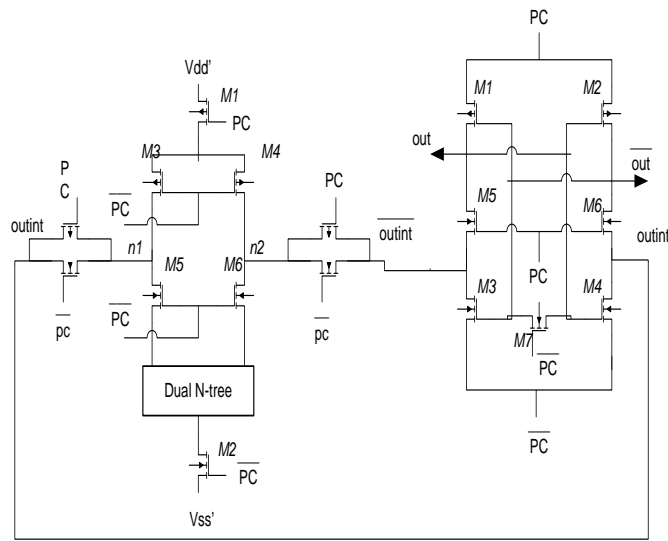 PC
Vdd'
M1
PC
M1
M2
out
out
M3
M4
P
C
PC
PC
outint
outint
n1
M5
M6
n2
M5
M6
outint
PC
PC
pc
pc
M3
M4
M7
PC
Dual N-tree
PC
M2
PC
Vss'